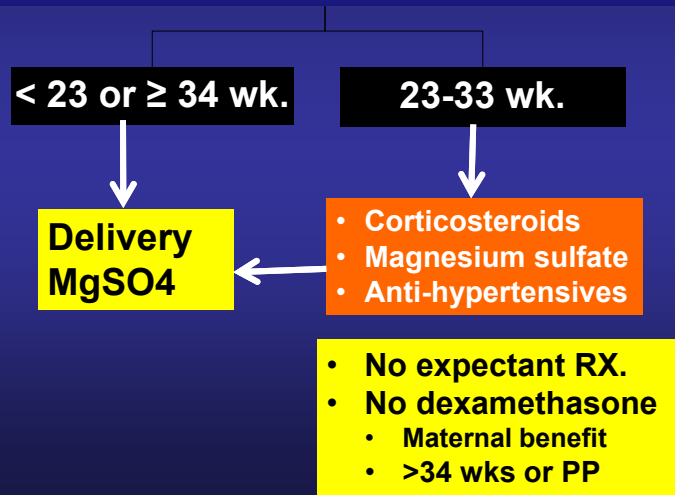 < 23 or ≥ 34 wk.
23-33 wk.
Delivery
MgSO4
• Corticosteroids
• Magnesium sulfate
• Anti-hypertensives
• No expectant RX.
• No dexamethasone
• Maternal benefit
• >34 wks or PP